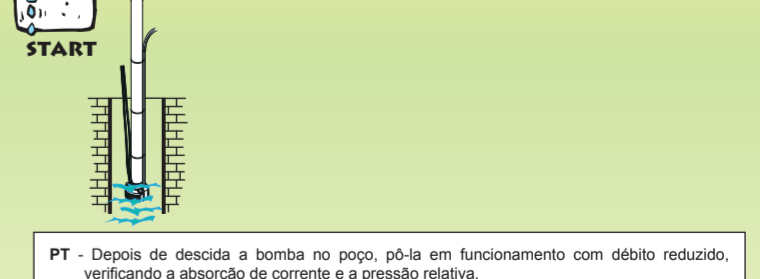 START
PT - Depois de descida a bomba no poço, pô-la em funcionamento com débito reduzido,
verificando a absorção de corrente e a pressão relativa.